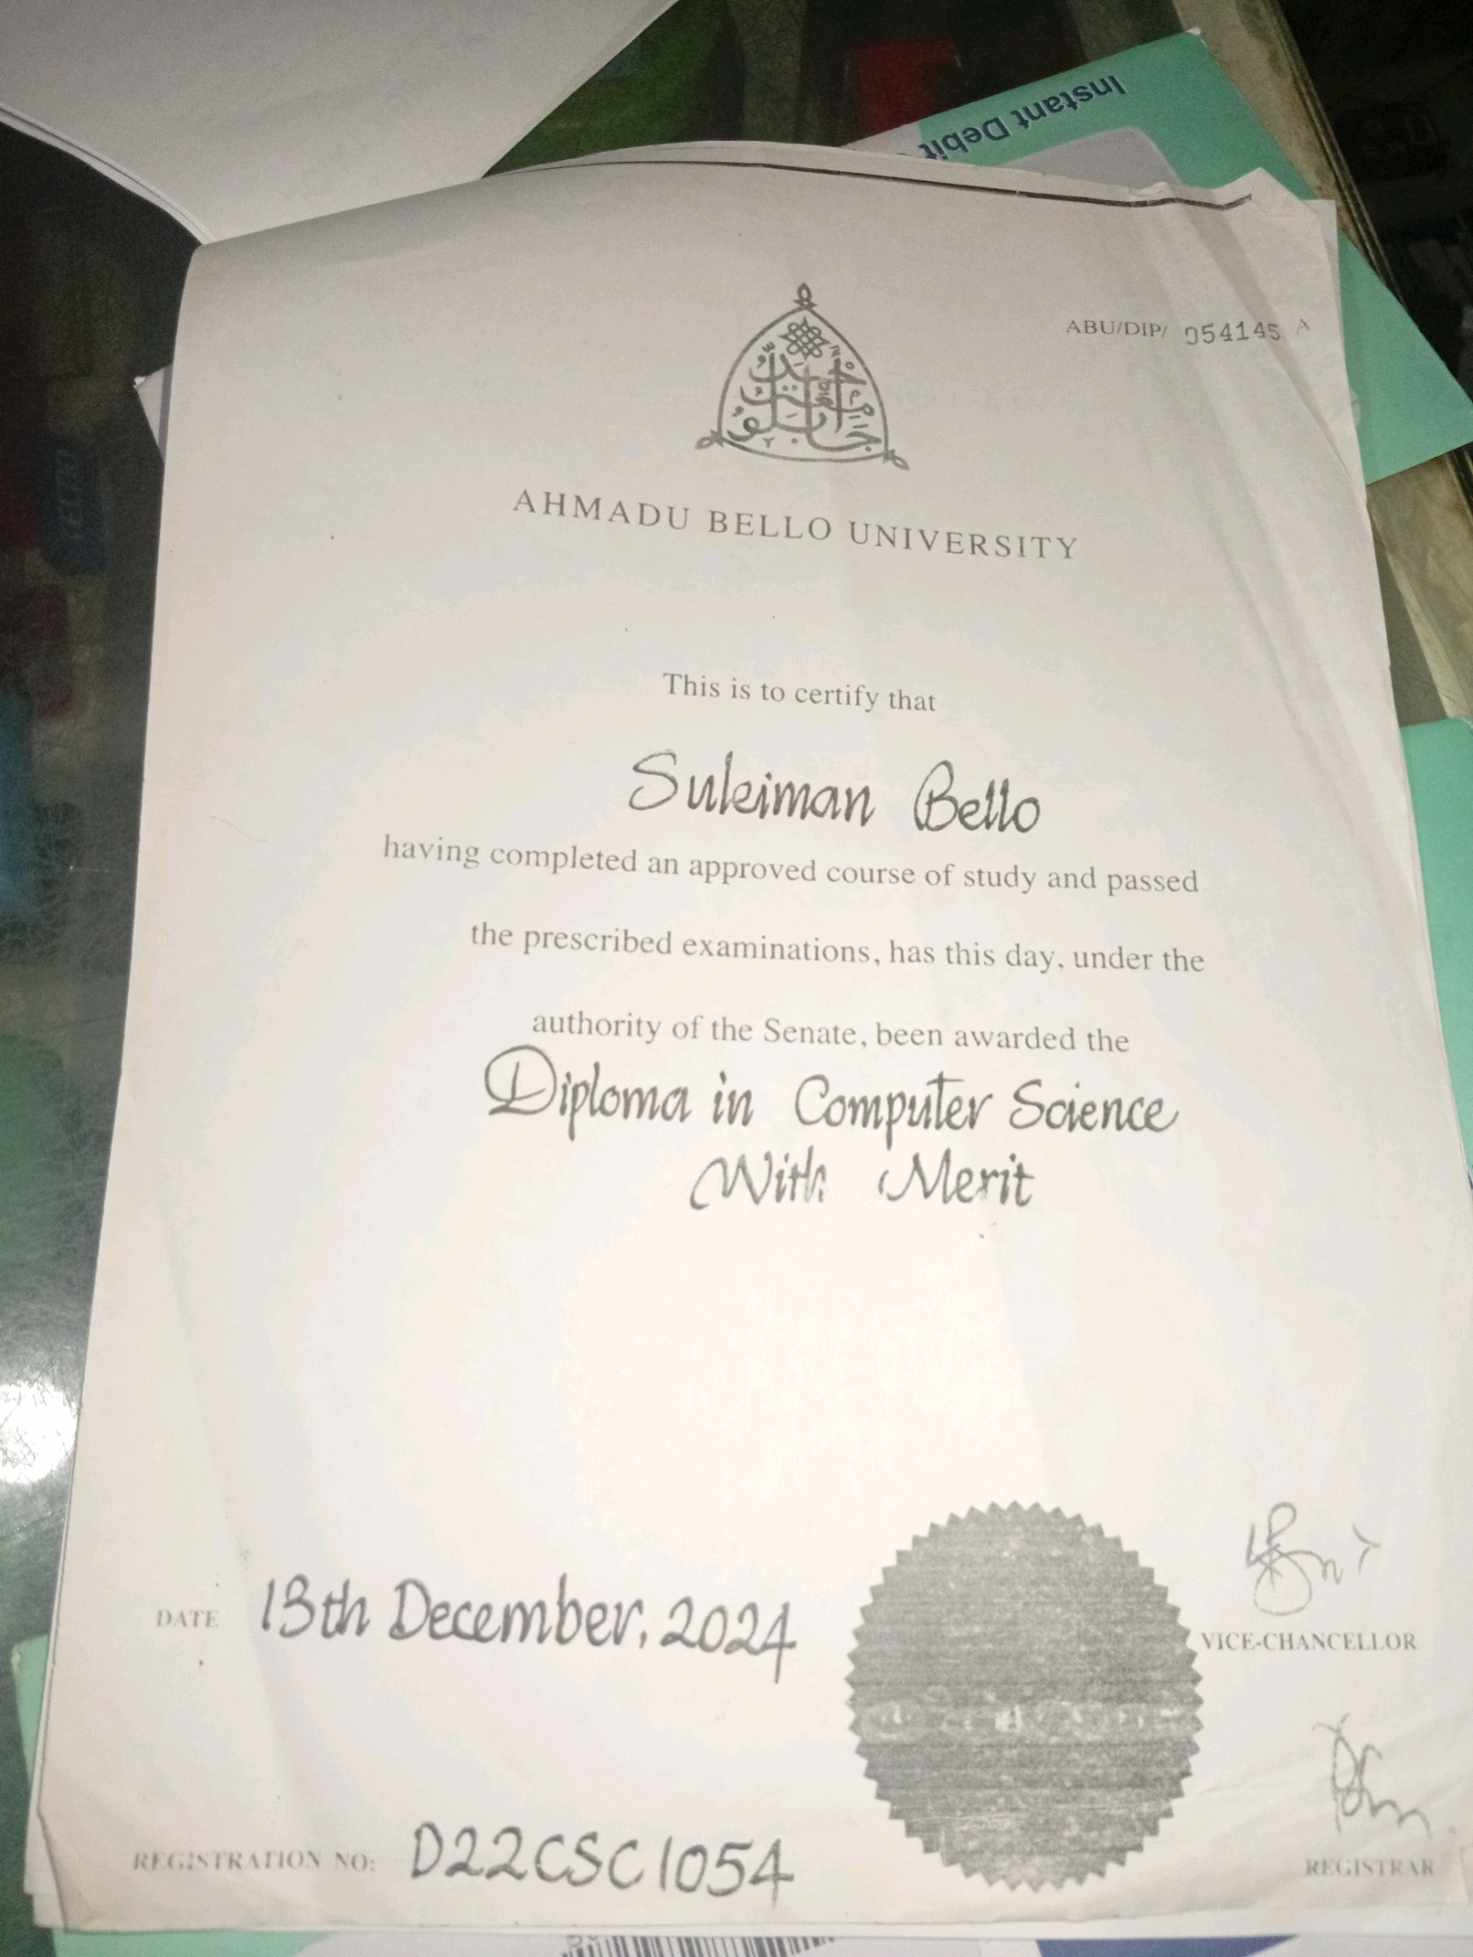 Instant Debit
ABU/DIP/ 054145 A
AHMADU BELLO UNIVERSITY
This is to certify that
Suleiman Bello
having completed an approved course of study and passed
the prescribed examinations, has this day, under the
authority of the Senate, been awarded the
Diploma in Computer Science
With Merit
DATE 13th December, 2024
VICE-CHANCELLOR
REGISTRATION NO: D22CSC1054
REGISTRAR